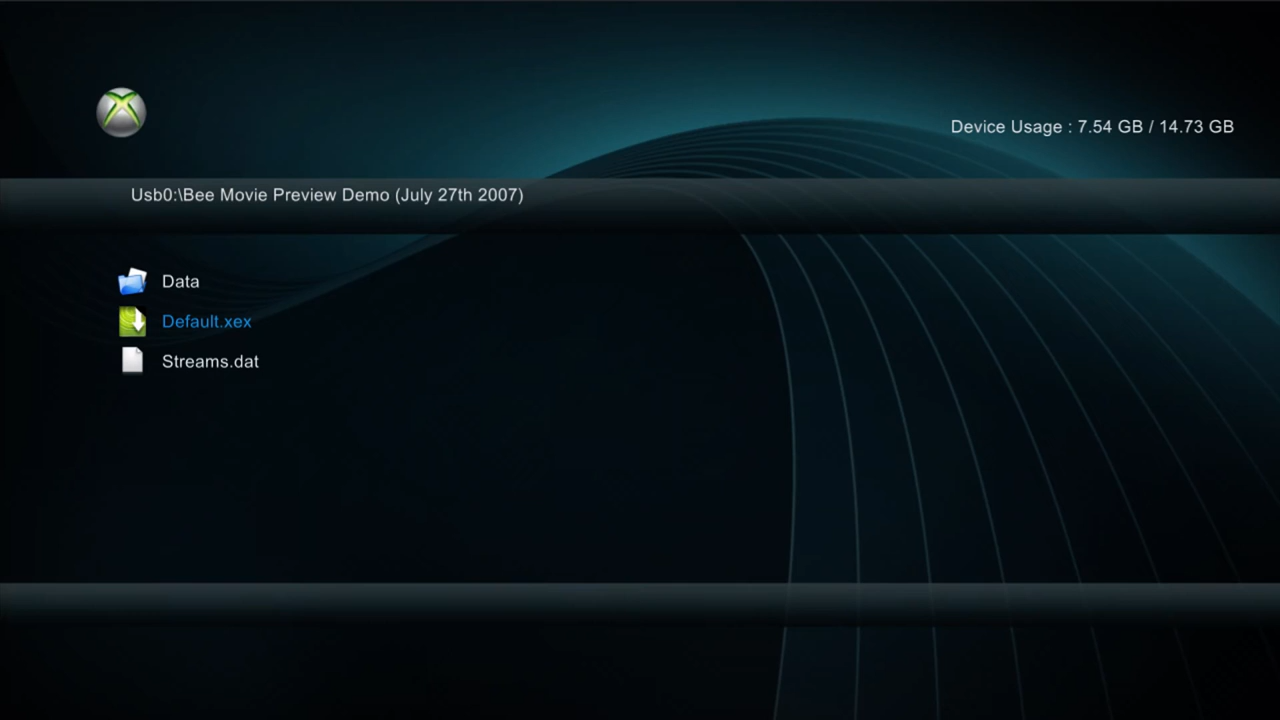 Device Usage : 7.54 GB / 14.73 GB
Usb0:\Bee Movie Preview Demo (July 27th 2007)
Data
Default.xex
Streams.dat